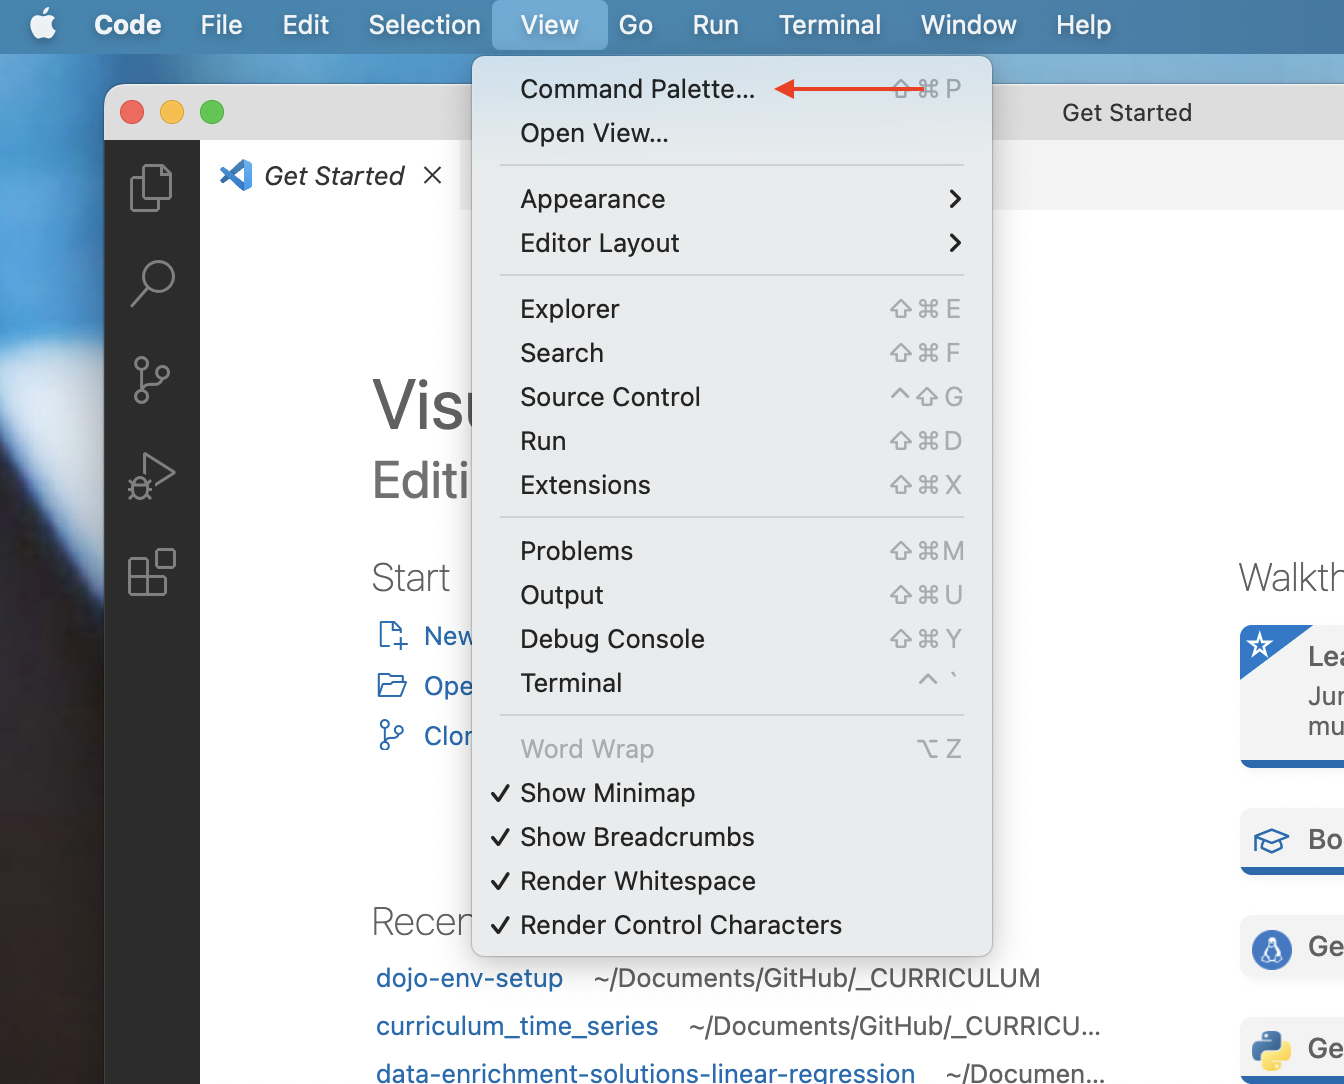 Code File Edit Selection View Go Run Terminal Window Help
Command Palette... ⇧⌘P
Open View...
Get Started
Get Started
Appearance
Editor Layout
Explorer ⇧⌘E
Search ⇧⌘F
Source Control ^⇧G
Run ⇧⌘D
Extensions ⇧⌘X
Problems ⇧⌘M
Output ⇧⌘U
Debug Console ⇧⌘Y
Terminal ^`
Word Wrap ⌥Z
✓ Show Minimap
✓ Show Breadcrumbs
✓ Render Whitespace
✓ Render Control Characters
Visu
Editi
Start
New
Ope
Clon
Recen
dojo-env-setup ~/Documents/GitHub/_CURRICULUM
curriculum_time_series ~/Documents/GitHub/_CURRICU...
data-enrichment-solutions-linear-regression ~/Documen...
Walkth
Lea
Jum
mu
Bo
Ge
Ge